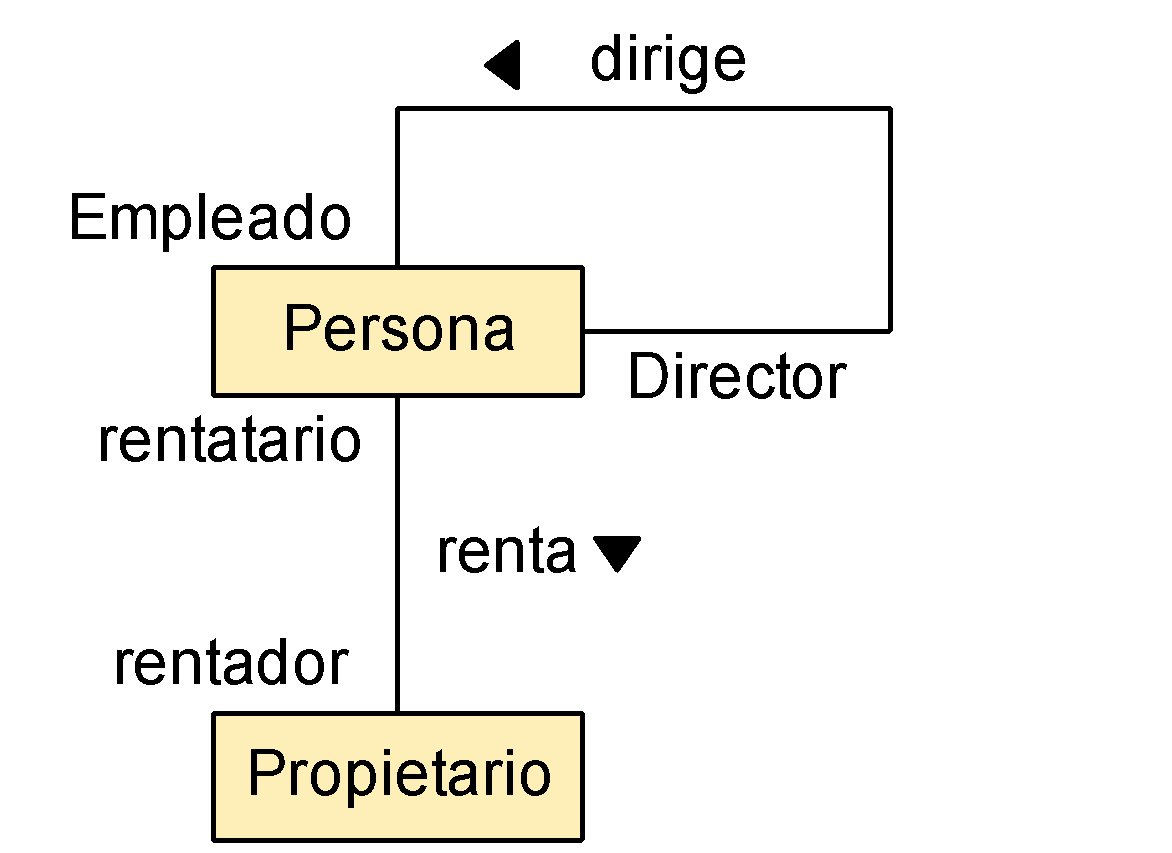 dirige
Empleado
Persona
Director
rentatario
renta
rentador
Propietario